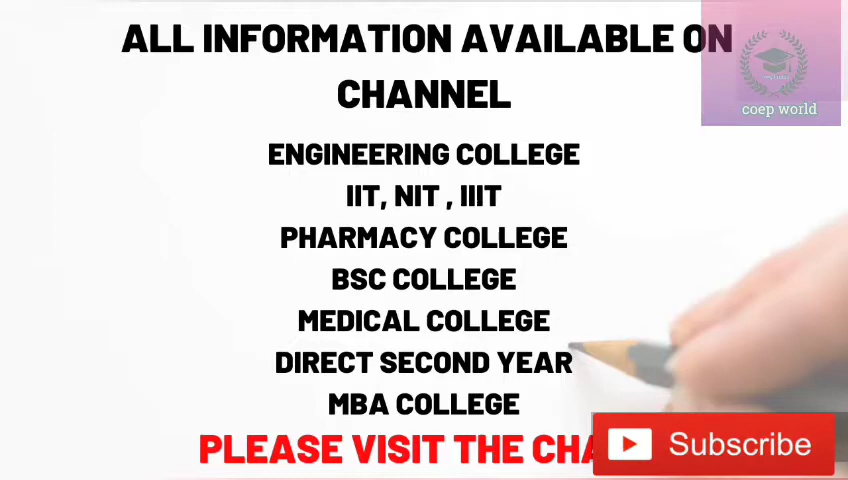 ALL INFORMATION AVAILABLE ON
CHANNEL
coep world
ENGINEERING COLLEGE
IIT, NIT , IIIT
PHARMACY COLLEGE
BSC COLLEGE
MEDICAL COLLEGE
DIRECT SECOND YEAR
MBA COLLEGE
PLEASE VISIT THE
Subscribe